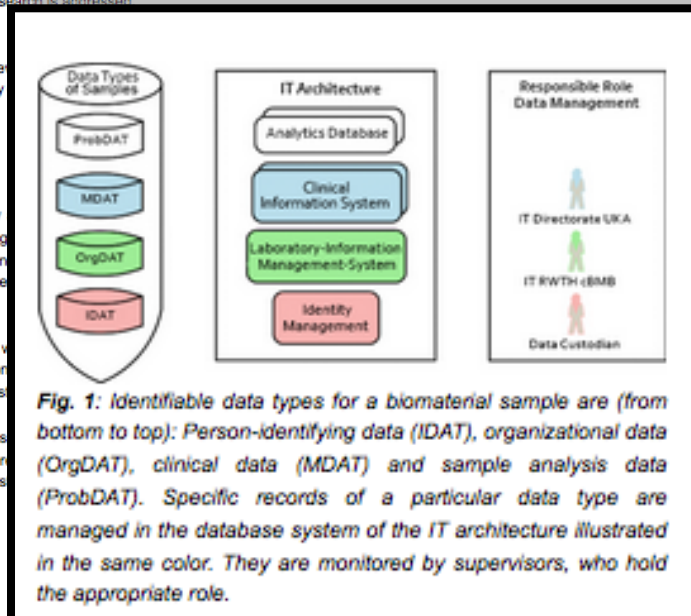 search is addressed
Data Types
of Samples
ProbDAT
MDAT
OrgDAT
IDAT
IT Architecture
Analytics Database
Clinical
Information System
Laboratory-Information
Management-System
Identity
Management
Responsible Role
Data Management
IT Directorate UKA
IT RWTH cBMB
Data Custodian
Fig. 1: Identifiable data types for a biomaterial sample are (from
bottom to top): Person-identifying data (IDAT), organizational data
(OrgDAT), clinical data (MDAT) and sample analysis data
(ProbDAT). Specific records of a particular data type are
managed in the database system of the IT architecture illustrated
in the same color. They are monitored by supervisors, who hold
the appropriate role.